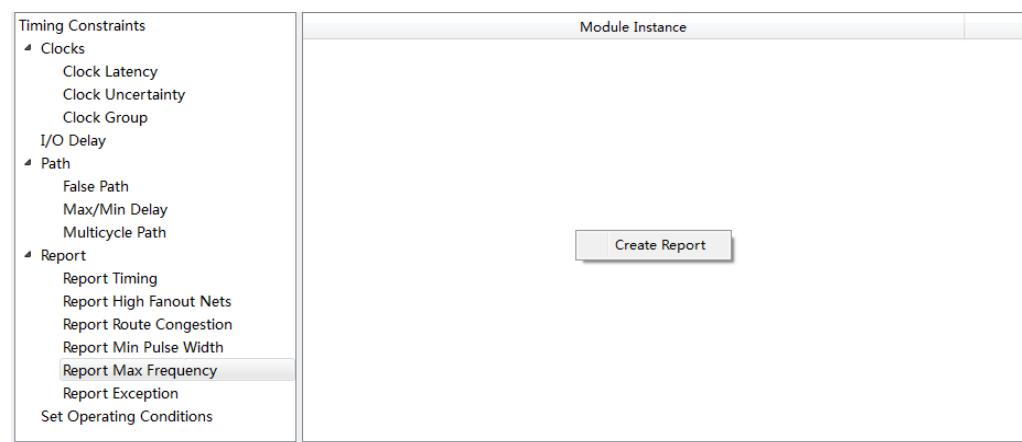 Timing Constraints
Clocks
Clock Latency
Clock Uncertainty
Clock Group
I/O Delay
Path
False Path
Max/Min Delay
Multicycle Path
Report
Report Timing
Report High Fanout Nets
Report Route Congestion
Report Min Pulse Width
Report Max Frequency
Report Exception
Set Operating Conditions
Module Instance
Create Report